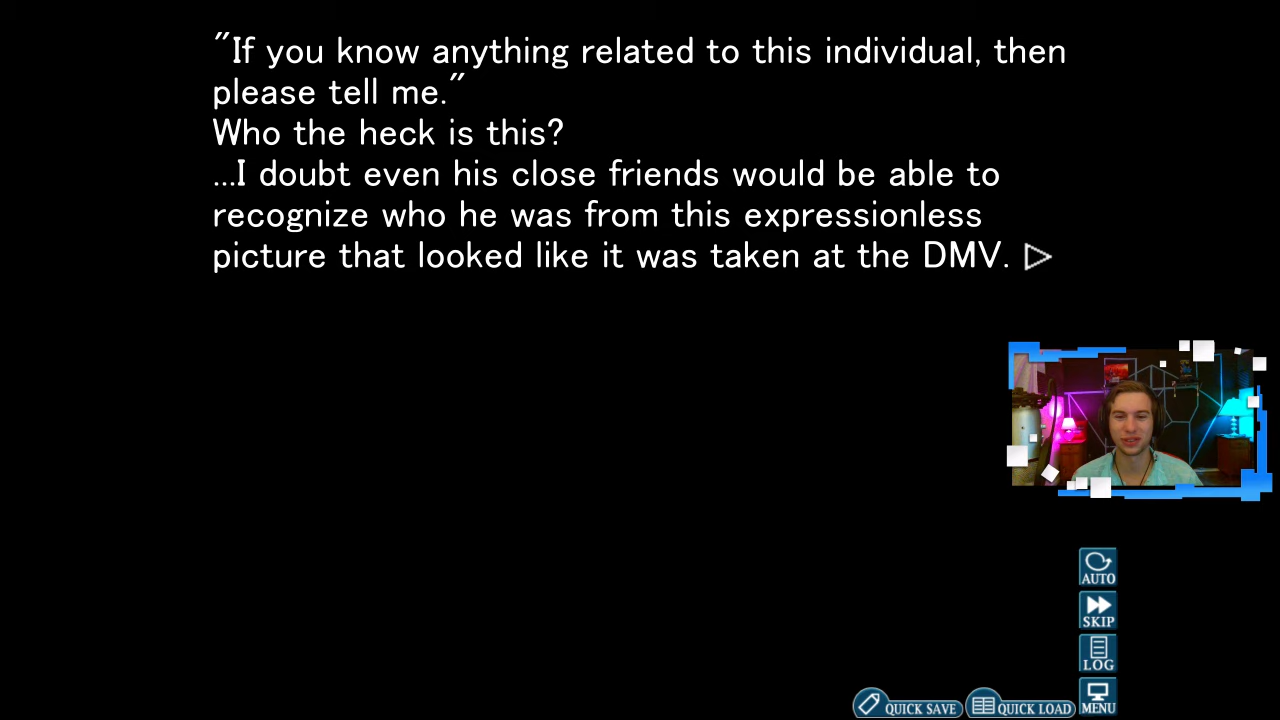 "If you know anything related to this individual, then
please tell me."
Who the heck is this?
...I doubt even his close friends would be able to
recognize who he was from this expressionless
picture that looked like it was taken at the DMV.
AUTO
SKIP
LOG
QUICK SAVE QUICK LOAD MENU